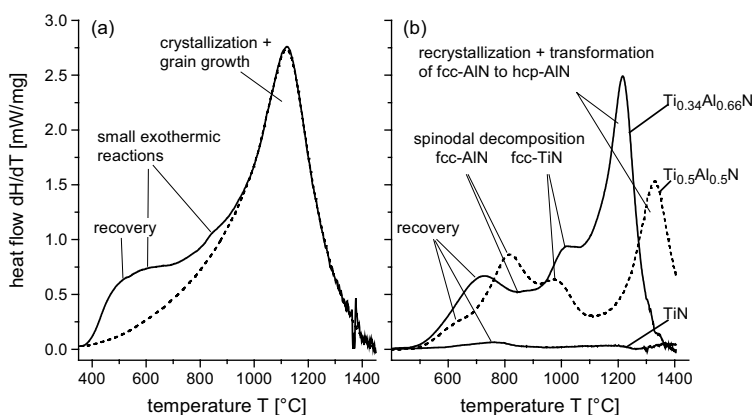 heat flow dH/dT [mW/mg]
3.0
2.5
2.0
1.5
1.0
0.5
0.0
(a)
crystallization +
grain growth
small exothermic
reactions
recovery
400 600 800 1000 1200 1400
temperature T [°C]
(b)
recrystallization + transformation
of fcc-AlN to hcp-AlN
Ti0.34Al0.66N
spinodal decomposition
fcc-AlN fcc-TiN
Ti0.5Al0.5N
recovery
TiN
600 800 1000 1200 1400
temperature T [°C]